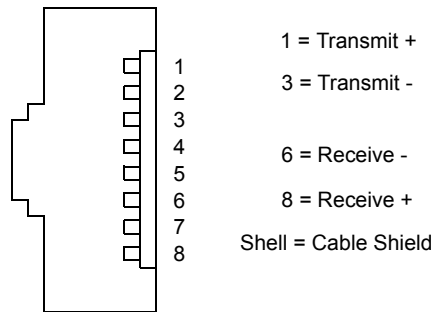 1
2
3
4
5
6
7
8
1 = Transmit +
3 = Transmit -
6 = Receive -
8 = Receive +
Shell = Cable Shield